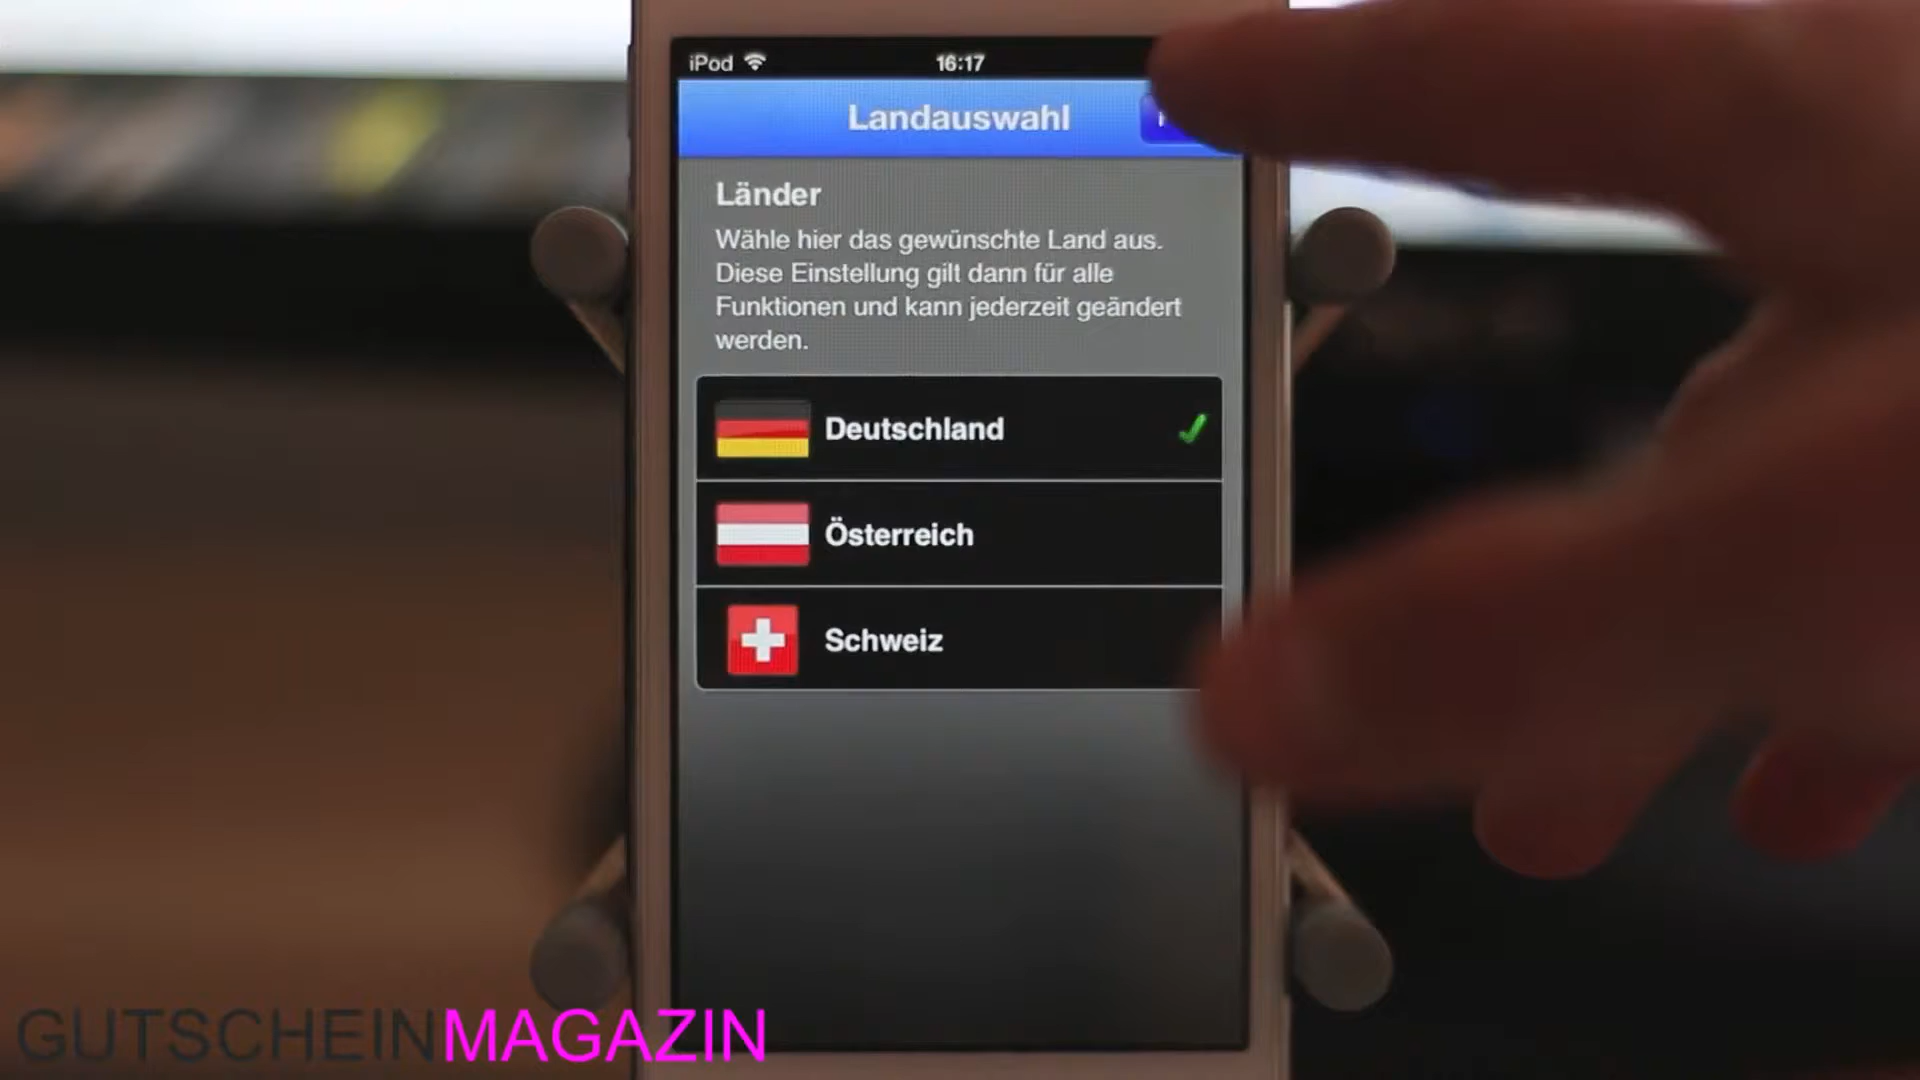 iPod 16:17
Landauswahl
Länder
Wähle hier das gewünschte Land aus.
Diese Einstellung gilt dann für alle
Funktionen und kann jederzeit geändert
werden.
Deutschland
Österreich
Schweiz
GUTSCHEINMAGAZIN